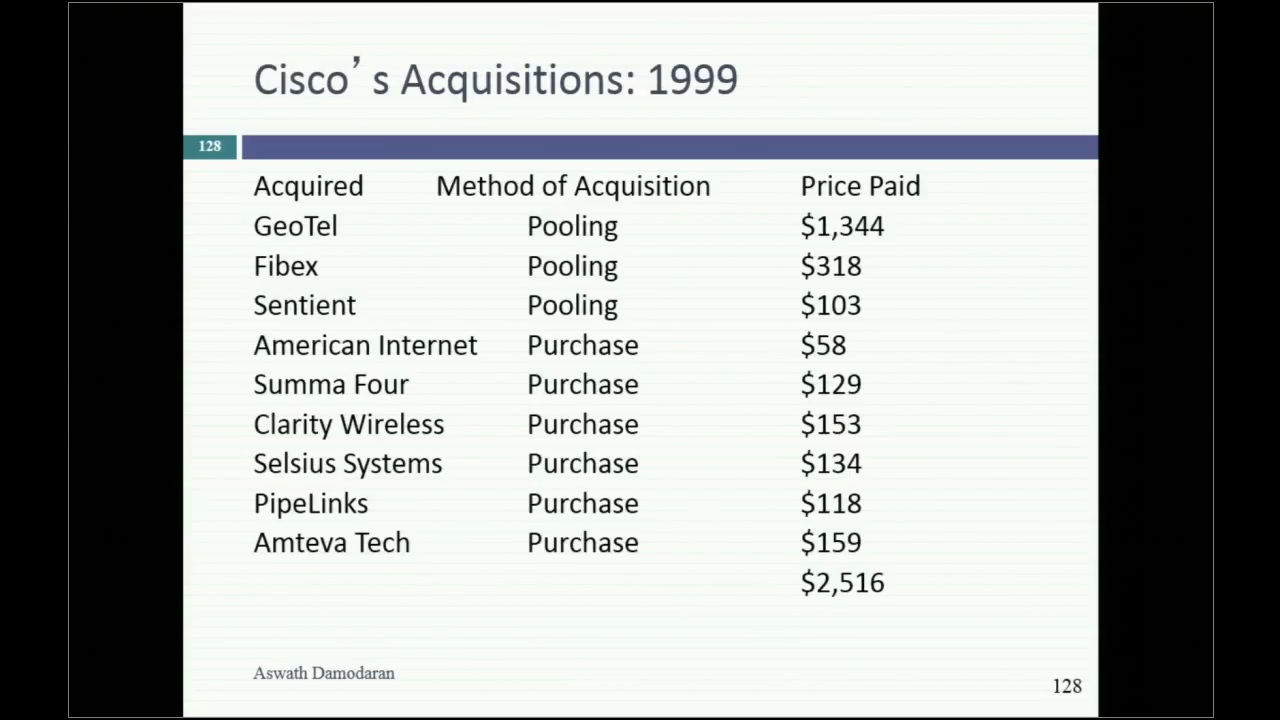 Cisco’s Acquisitions: 1999
128
Acquired Method of Acquisition Price Paid
GeoTel Pooling $1,344
Fibex Pooling $318
Sentient Pooling $103
American Internet Purchase $58
Summa Four Purchase $129
Clarity Wireless Purchase $153
Selsius Systems Purchase $134
PipeLinks Purchase $118
Amteva Tech Purchase $159
$2,516
Aswath Damodaran
128